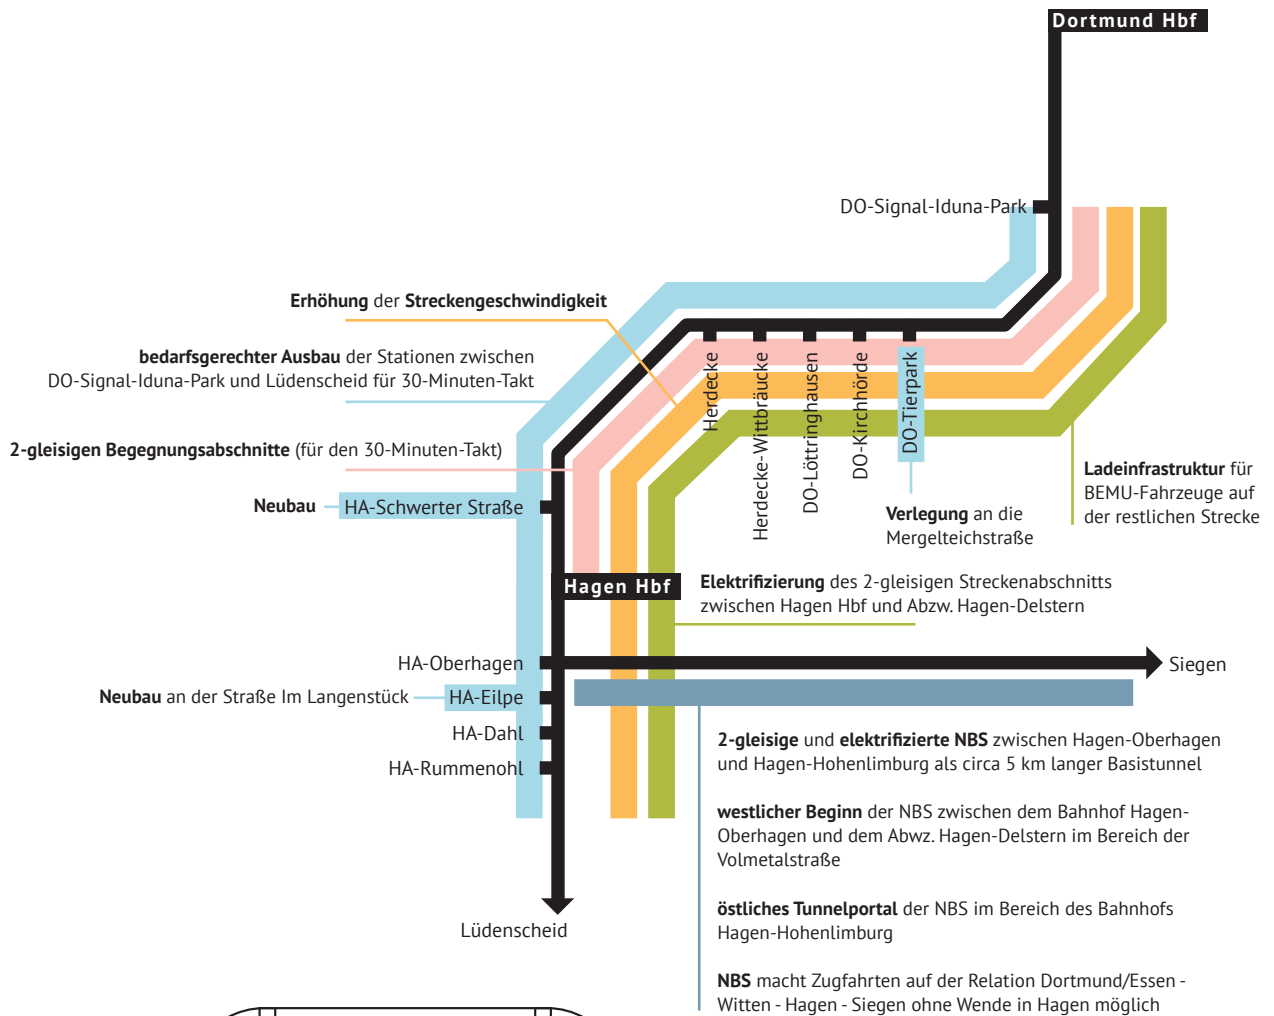 Dortmund Hbf
DO-Signal-Iduna-Park
Erhöhung der Streckengeschwindigkeit
bedarfsgerechter Ausbau der Stationen zwischen
DO-Signal-Iduna-Park und Lüdenscheid für 30-Minuten-Takt
2-gleisigen Begegnungsabschnitte (für den 30-Minuten-Takt)
Herdecke
Herdecke-Wittbräucke
DO-Löttringhausen
DO-Kirchhörde
DO-Tierpark
Ladeinfrastruktur für
BEMU-Fahrzeuge auf
der restlichen Strecke
Neubau
HA-Schwerter Straße
Verlegung an die
Mergelteichstraße
Hagen Hbf
Elektrifizierung des 2-gleisigen Streckenabschnitts
zwischen Hagen Hbf und Abzw. Hagen-Delstern
HA-Oberhagen
Siegen
Neubau an der Straße Im Langenstück
HA-Eilpe
HA-Dahl
HA-Rummenohl
2-gleisige und elektrifizierte NBS zwischen Hagen-Oberhagen
und Hagen-Hohenlimburg als circa 5 km langer Basistunnel
westlicher Beginn der NBS zwischen dem Bahnhof Hagen-
Oberhagen und dem Abwz. Hagen-Delstern im Bereich der
Volmetalstraße
östliches Tunnelportal der NBS im Bereich des Bahnhofs
Hagen-Hohenlimburg
NBS macht Zugfahrten auf der Relation Dortmund/Essen -
Witten - Hagen - Siegen ohne Wende in Hagen möglich
Lüdenscheid